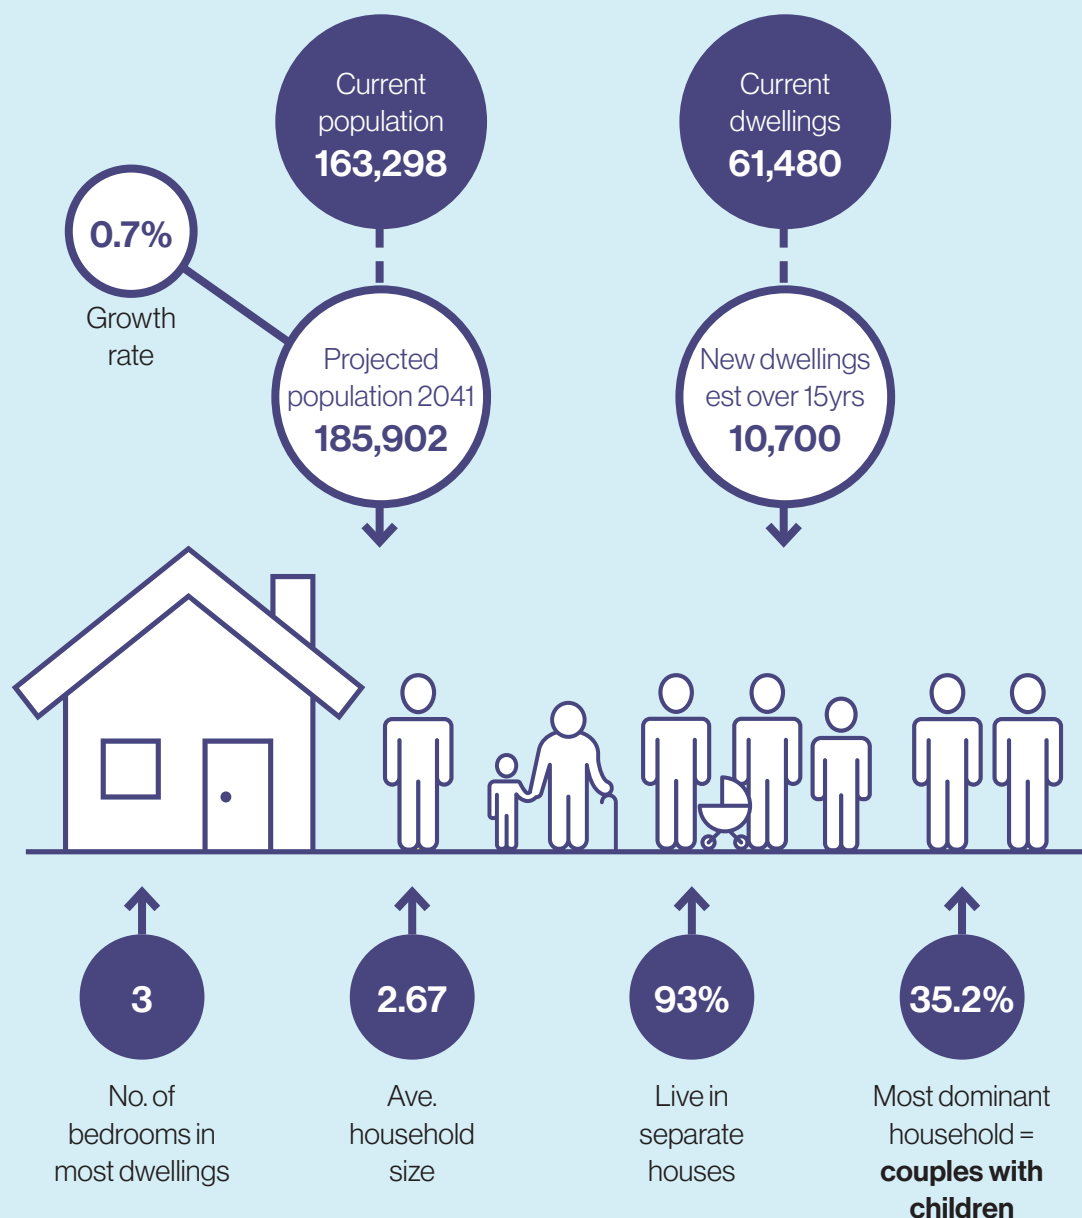 Current
population
163,298
Current
dwellings
61,480
0.7%
Growth
rate
Projected
population 2041
185,902
New dwellings
est over 15yrs
10,700
3
No. of
bedrooms in
most dwellings
2.67
Ave.
household
size
93%
Live in
separate
houses
35.2%
Most dominant
household =
couples with
children